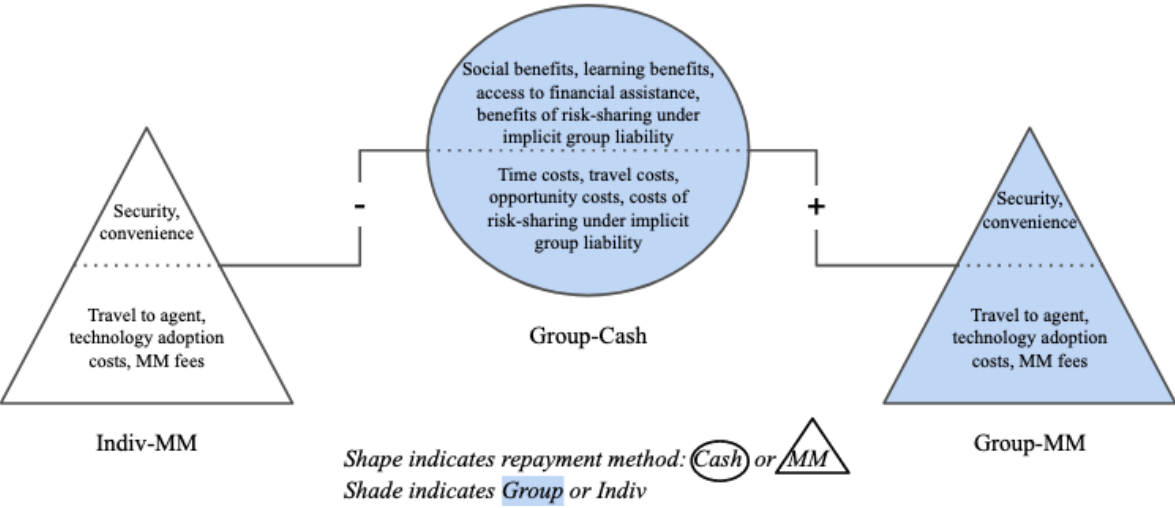 Social benefits, learning benefits,
access to financial assistance,
benefits of risk-sharing under
implicit group liability
Time costs, travel costs,
opportunity costs, costs of
risk-sharing under implicit
group liability
Group-Cash
Security,
convenience
Travel to agent,
technology adoption
costs, MM fees
Indiv-MM
-
+
Security,
convenience
Travel to agent,
technology adoption
costs, MM fees
Group-MM
Shape indicates repayment method: Cash or MM
Shade indicates Group or Indiv